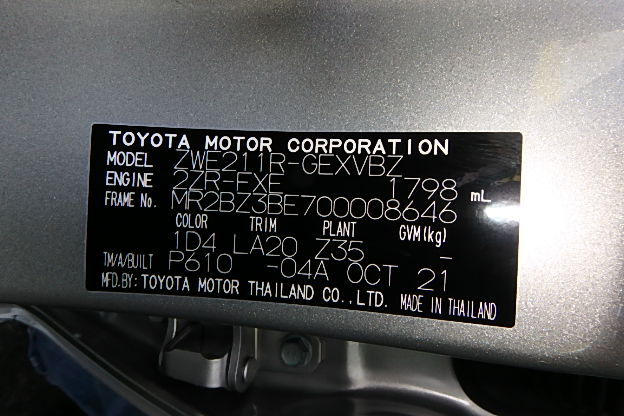 TOYOTA MOTOR CORPORATION
MODEL ZWE211R-GEXVBZ
ENGINE 2ZR-FXE 1798 mL
FRAME No. MR2BZ3BE700008646
COLOR TRIM PLANT GVM(kg)
1D4 LA20 Z35 -
TM/A/BUILT P610 -04A OCT 21
MFD.BY: TOYOTA MOTOR THAILAND CO.,LTD. MADE IN THAILAND